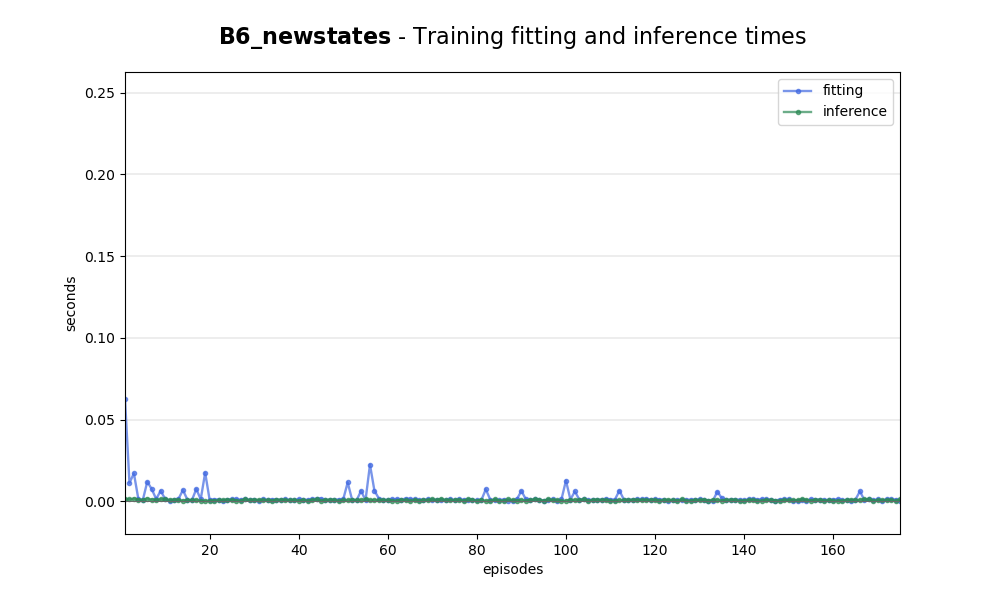 B6_newstates - Training fitting and inference times
fitting
inference
0.25
0.20
0.15
0.10
0.05
0.00
seconds
20 40 60 80 100 120 140 160
episodes